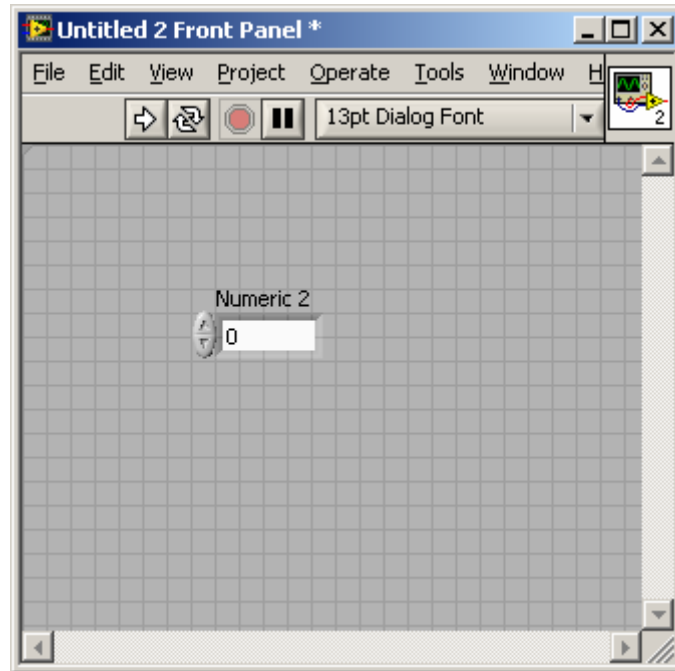 Untitled 2 Front Panel *
File Edit View Project Operate Tools Window H
13pt Dialog Font
2
Numeric 2
0